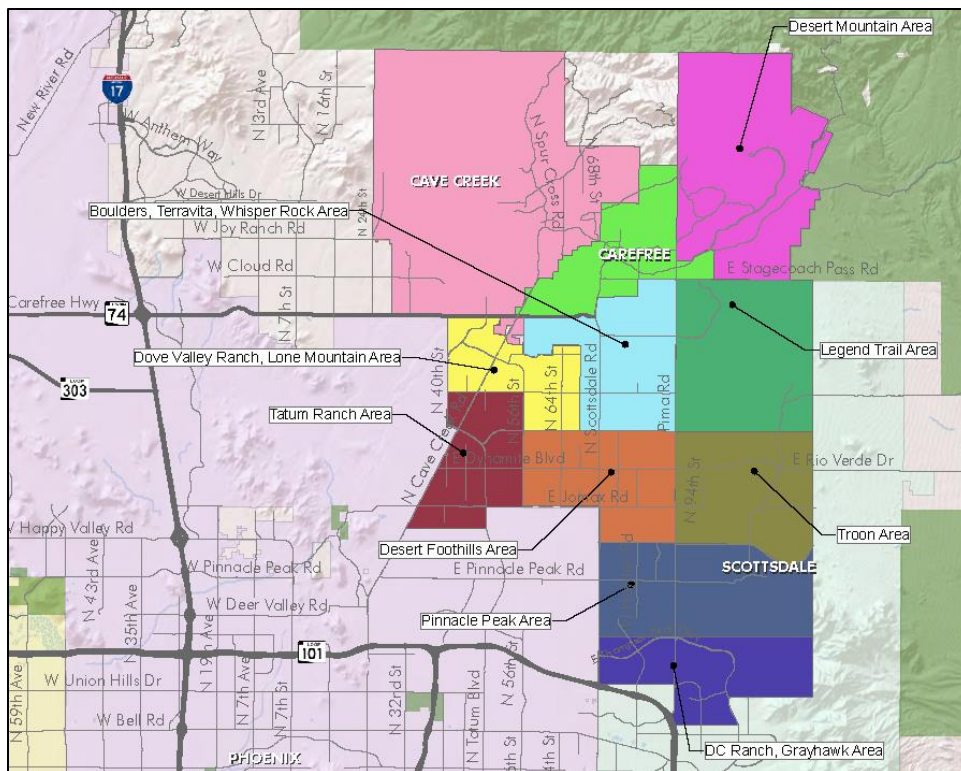 Desert Mountain Area
New River Rd
17
N 3rd Ave
N 16th St
W Anthem Way
N Spur Cross Rd
N 48th St
CAVE CREEK
W Desert Hills Dr
N 24th St
Boulders, Terravita, Whisper Rock Area
W Joy Ranch Rd
CAREFREE
W Cloud Rd
E Stagecoach Pass Rd
N 7th St
Carefree Hwy
74
Dove Valley Ranch, Lone Mountain Area
Legend Trail Area
LOOP
303
N 40th St
N 56th St
N 64th St
N Scottsdale Rd
Pima Rd
Tatum Ranch Area
N Cave Creek Rd
E Dynamite Blvd
E Rio Verde Dr
N 94th St
E Jomax Rd
W Happy Valley Rd
Desert Foothills Area
Troon Area
N 43rd Ave
W Pinnacle Peak Rd
E Pinnacle Peak Rd
SCOTTSDALE
N 35th Ave
W Deer Valley Rd
Pinnacle Peak Area
N 19th Ave
LOOP
101
N 59th Ave
W Union Hills Dr
N 7th Ave
N 7th St
N 32nd St
N Tatum Blvd
N 56th St
W Bell Rd
DC Ranch, Grayhawk Area
PHOENIX